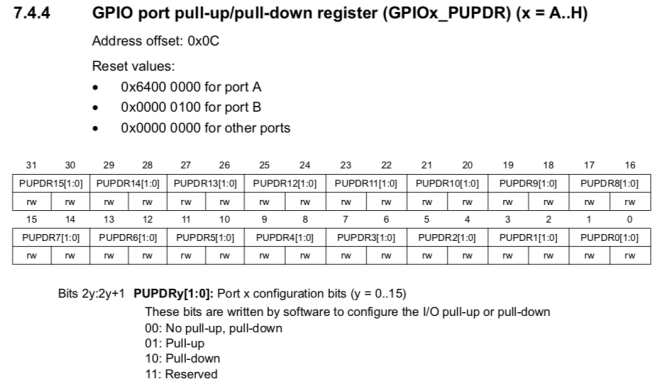 7.4.4 GPIO port pull-up/pull-down register (GPIOx_PUPDR) (x = A..H)
Address offset: 0x0C
Reset values:
• 0x6400 0000 for port A
• 0x0000 0100 for port B
• 0x0000 0000 for other ports
31 30 29 28 27 26 25 24 23 22 21 20 19 18 17 16
PUPDR15[1:0] PUPDR14[1:0] PUPDR13[1:0] PUPDR12[1:0] PUPDR11[1:0] PUPDR10[1:0] PUPDR9[1:0] PUPDR8[1:0]
rw rw rw rw rw rw rw rw rw rw rw rw rw rw rw rw
15 14 13 12 11 10 9 8 7 6 5 4 3 2 1 0
PUPDR7[1:0] PUPDR6[1:0] PUPDR5[1:0] PUPDR4[1:0] PUPDR3[1:0] PUPDR2[1:0] PUPDR1[1:0] PUPDR0[1:0]
rw rw rw rw rw rw rw rw rw rw rw rw rw rw rw rw
Bits 2y:2y+1 PUPDRy[1:0]: Port x configuration bits (y = 0..15)
These bits are written by software to configure the I/O pull-up or pull-down
00: No pull-up, pull-down
01: Pull-up
10: Pull-down
11: Reserved